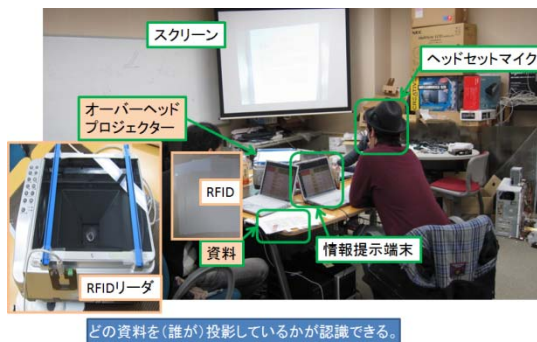 スクリーン
ヘッドセットマイク
オーバーヘッド
プロジェクター
RFID
資料
情報提示端末
RFIDリーダ
どの資料を(誰が)投影しているかが認識できる。